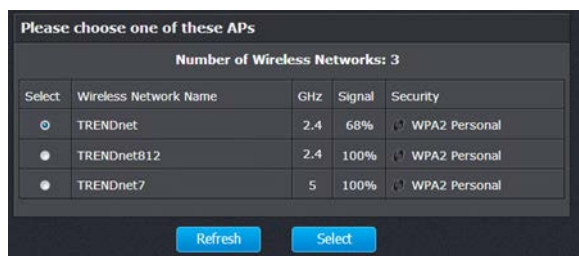 Please choose one of these APs
Number of Wireless Networks: 3
Select Wireless Network Name GHz Signal Security
TRENDnet 2.4 68% WPA2 Personal
TRENDnet812 2.4 100% WPA2 Personal
TRENDnet7 5 100% WPA2 Personal
Refresh Select